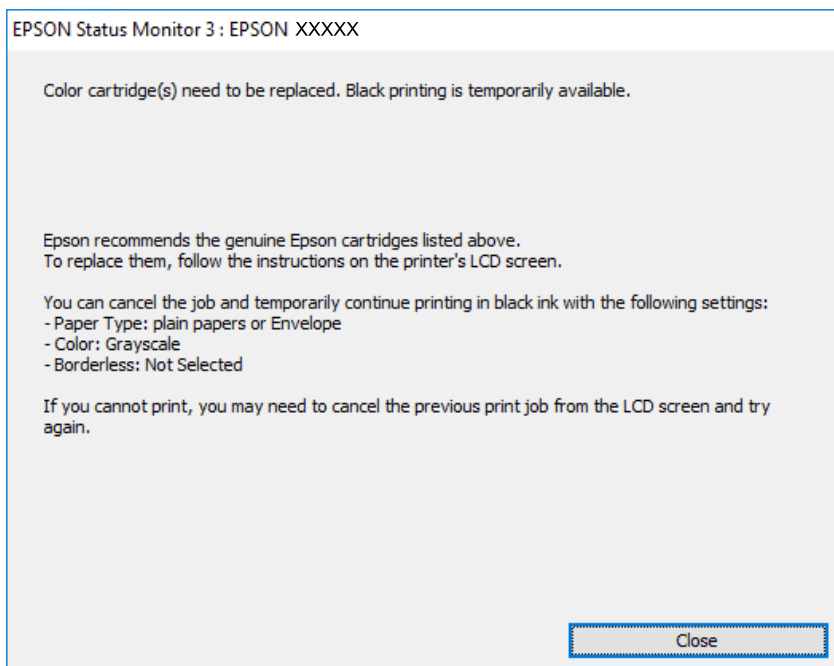 EPSON Status Monitor 3 : EPSON XXXXX
Color cartridge(s) need to be replaced. Black printing is temporarily available.
Epson recommends the genuine Epson cartridges listed above.
To replace them, follow the instructions on the printer's LCD screen.
You can cancel the job and temporarily continue printing in black ink with the following settings:
- Paper Type: plain papers or Envelope
- Color: Grayscale
- Borderless: Not Selected
If you cannot print, you may need to cancel the previous print job from the LCD screen and try
again.
Close